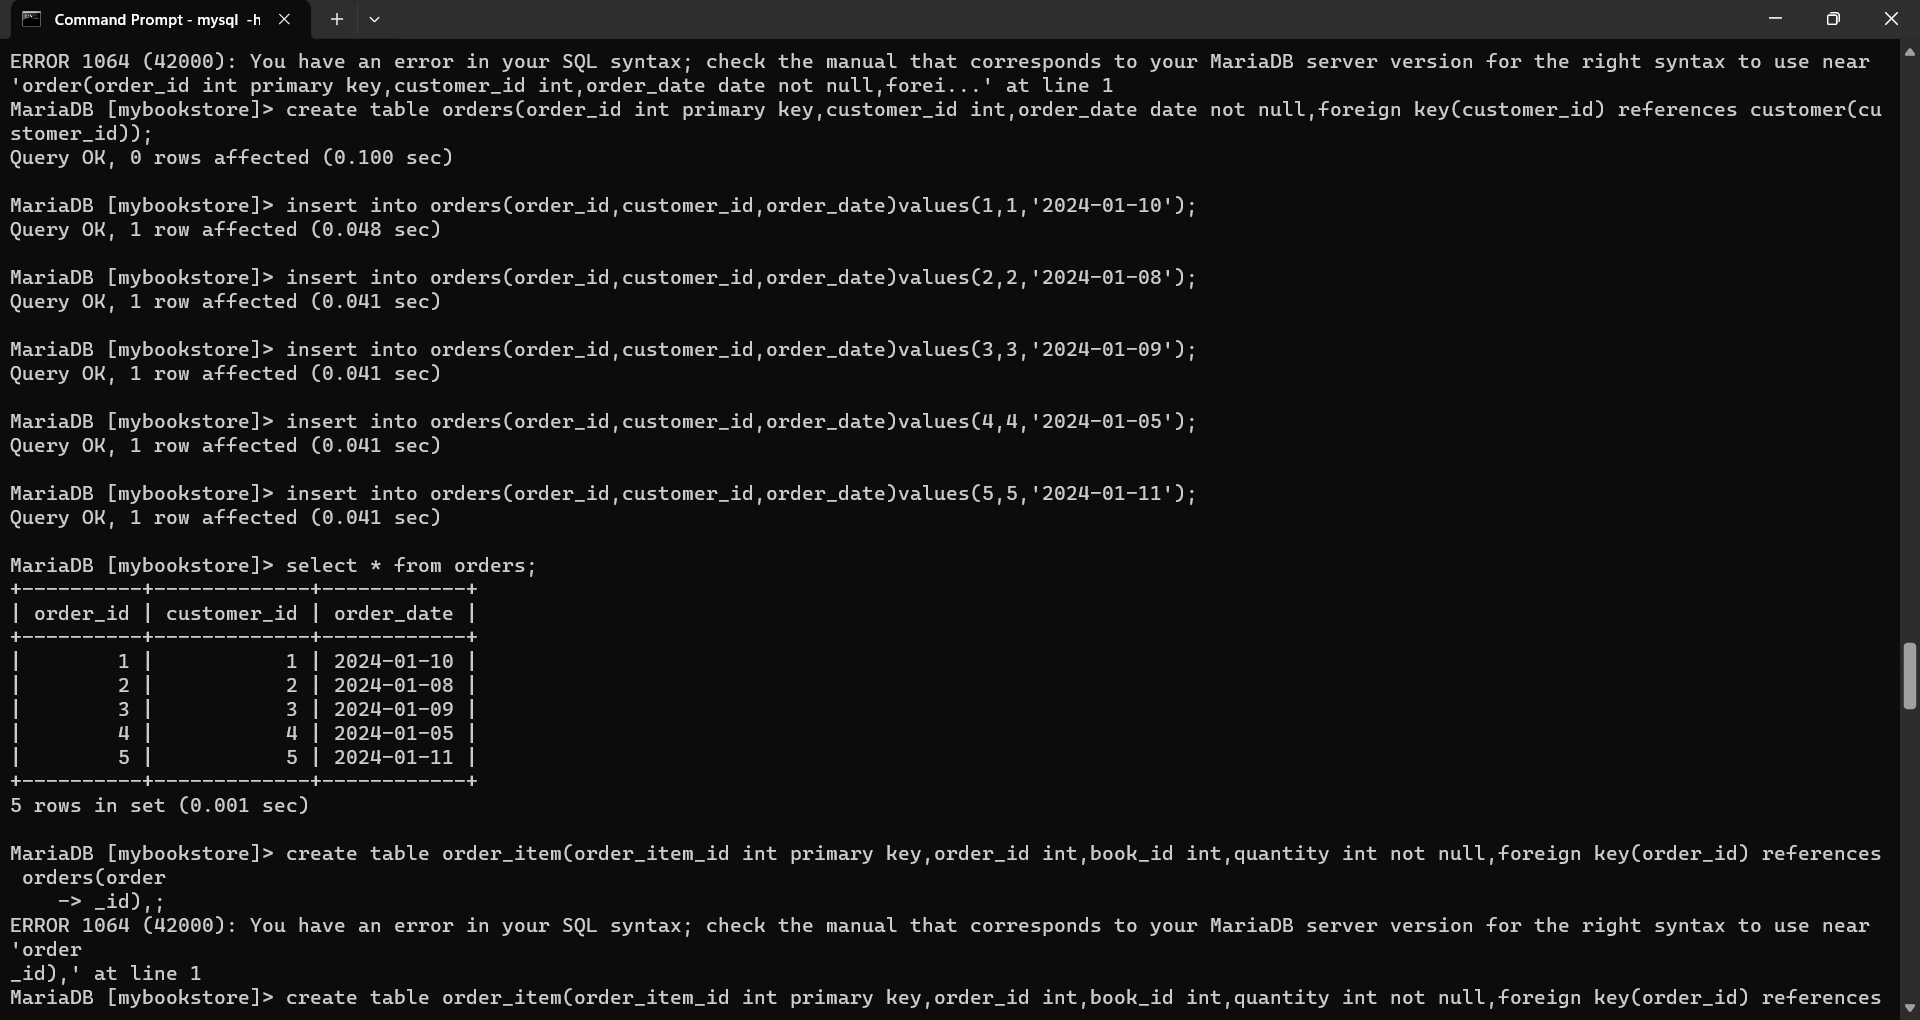 Command Prompt - mysql -h
ERROR 1064 (42000): You have an error in your SQL syntax; check the manual that corresponds to your MariaDB server version for the right syntax to use near
'order(order_id int primary key,customer_id int,order_date date not null,forei...' at line 1
MariaDB [mybookstore]> create table orders(order_id int primary key,customer_id int,order_date date not null,foreign key(customer_id) references customer(cu
stomer_id));
Query OK, 0 rows affected (0.100 sec)
MariaDB [mybookstore]> insert into orders(order_id,customer_id,order_date)values(1,1,'2024-01-10');
Query OK, 1 row affected (0.048 sec)
MariaDB [mybookstore]> insert into orders(order_id,customer_id,order_date)values(2,2,'2024-01-08');
Query OK, 1 row affected (0.041 sec)
MariaDB [mybookstore]> insert into orders(order_id,customer_id,order_date)values(3,3,'2024-01-09');
Query OK, 1 row affected (0.041 sec)
MariaDB [mybookstore]> insert into orders(order_id,customer_id,order_date)values(4,4,'2024-01-05');
Query OK, 1 row affected (0.041 sec)
MariaDB [mybookstore]> insert into orders(order_id,customer_id,order_date)values(5,5,'2024-01-11');
Query OK, 1 row affected (0.041 sec)
MariaDB [mybookstore]> select * from orders;
+----------+-------------+------------+
| order_id | customer_id | order_date |
+----------+-------------+------------+
|        1 |           1 | 2024-01-10 |
|        2 |           2 | 2024-01-08 |
|        3 |           3 | 2024-01-09 |
|        4 |           4 | 2024-01-05 |
|        5 |           5 | 2024-01-11 |
+----------+-------------+------------+
5 rows in set (0.001 sec)
MariaDB [mybookstore]> create table order_item(order_item_id int primary key,order_id int,book_id int,quantity int not null,foreign key(order_id) references
 orders(order
    -> _id),;
ERROR 1064 (42000): You have an error in your SQL syntax; check the manual that corresponds to your MariaDB server version for the right syntax to use near
'order
_id),' at line 1
MariaDB [mybookstore]> create table order_item(order_item_id int primary key,order_id int,book_id int,quantity int not null,foreign key(order_id) references